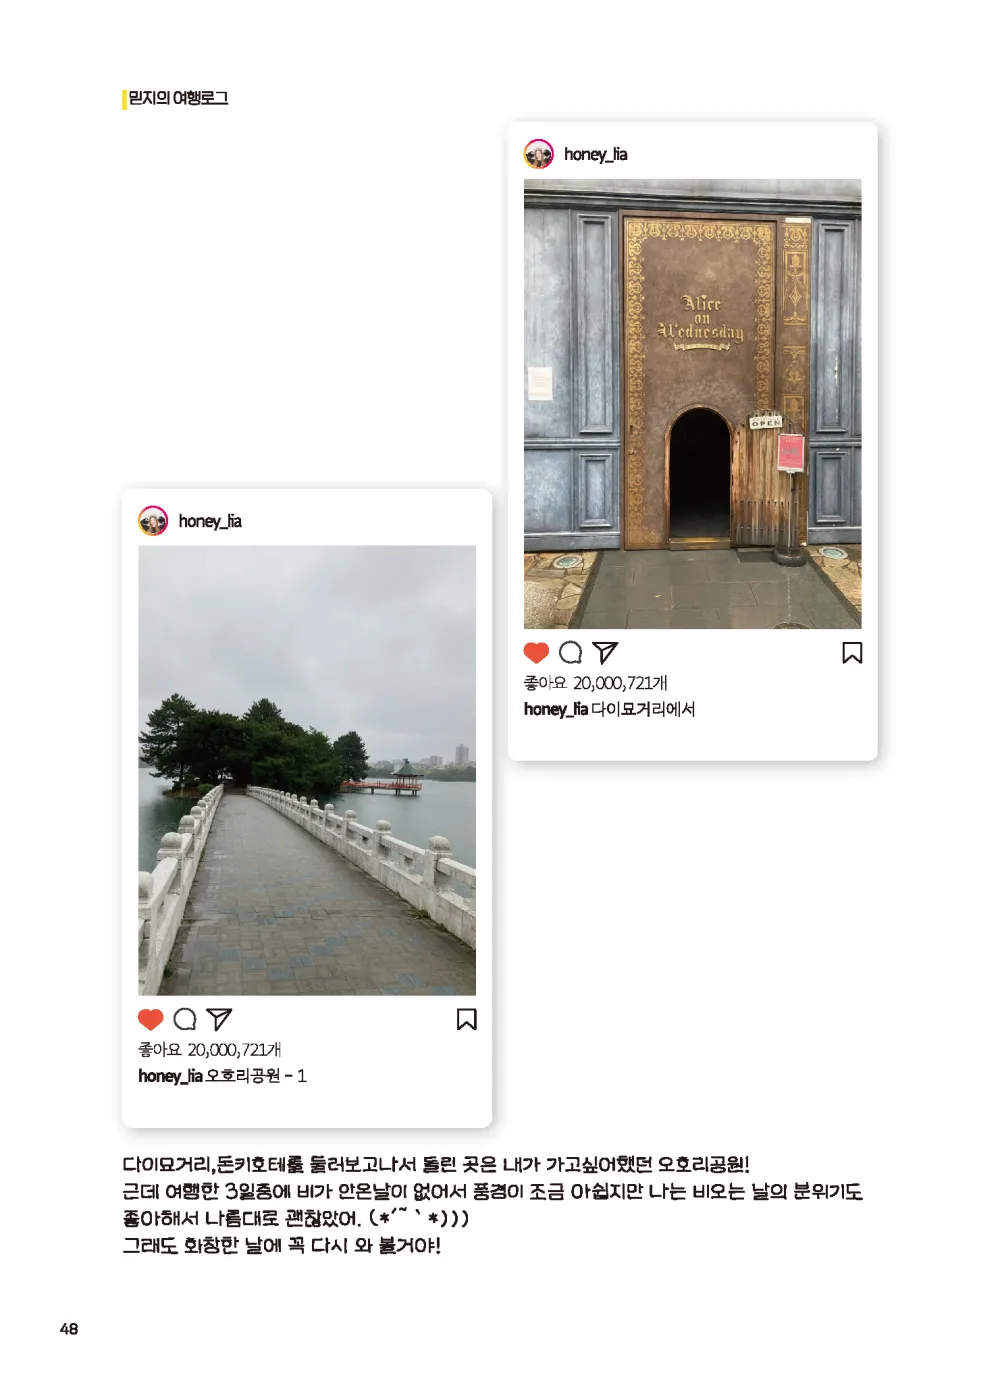 믿지의 여행로그
honey_lia
Alice
on
Wednesday
OPEN
좋아요 20,000,721개
honey_lia 다이묘거리에서
honey_lia
좋아요 20,000,721개
honey_lia 오호리공원 - 1
다이묘거리,돈키호테를 둘러보고나서 들린 곳은 내가 가고싶어했던 오호리공원!
근데 여행한 3일중에 비가 안온날이 없어서 풍경이 조금 아쉽지만 나는 비오는 날의 분위기도
좋아해서 나름대로 괜찮았어. (*´~`*)))
그래도 화창한 날에 꼭 다시 와 볼거야!
48